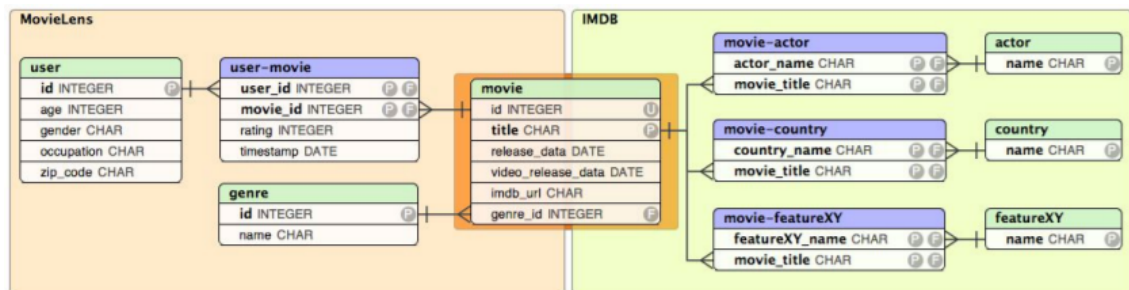 MovieLens
user
id INTEGER P
age INTEGER
gender CHAR
occupation CHAR
zip_code CHAR
user-movie
user_id INTEGER P F
movie_id INTEGER P F
rating INTEGER
timestamp DATE
genre
id INTEGER P
name CHAR
movie
id INTEGER U
title CHAR P
release_data DATE
video_release_data DATE
imdb_url CHAR
genre_id INTEGER F
IMDB
movie-actor
actor_name CHAR P F
movie_title CHAR P F
actor
name CHAR P
movie-country
country_name CHAR P F
movie_title CHAR P F
country
name CHAR P
movie-featureXY
featureXY_name CHAR P F
movie_title CHAR P F
featureXY
name CHAR P